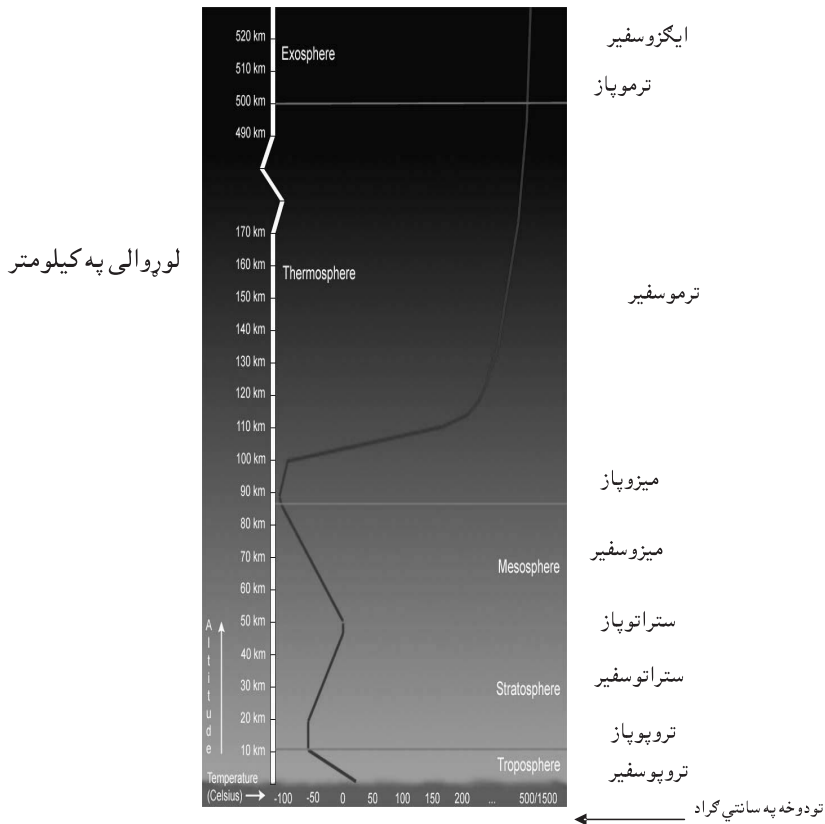 520 km
Exosphere
510 km
500 km
490 km
170 km
160 km
Thermosphere
150 km
140 km
130 km
120 km
110 km
100 km
90 km
80 km
70 km
Mesosphere
60 km
50 km
40 km
30 km
Stratosphere
20 km
10 km
Troposphere
Altitude
Temperature
(Celsius)
-100 -50 0 50 100 150 200 ... 500/1500
ایګزوسفیر
ترموپاز
لوړوالی په کیلومتر
ترموسفیر
میزوپاز
میزوسفیر
ستراتوپاز
ستراتوسفیر
تروپوپاز
تروپوسفیر
تودوخه په سانتي ګراد